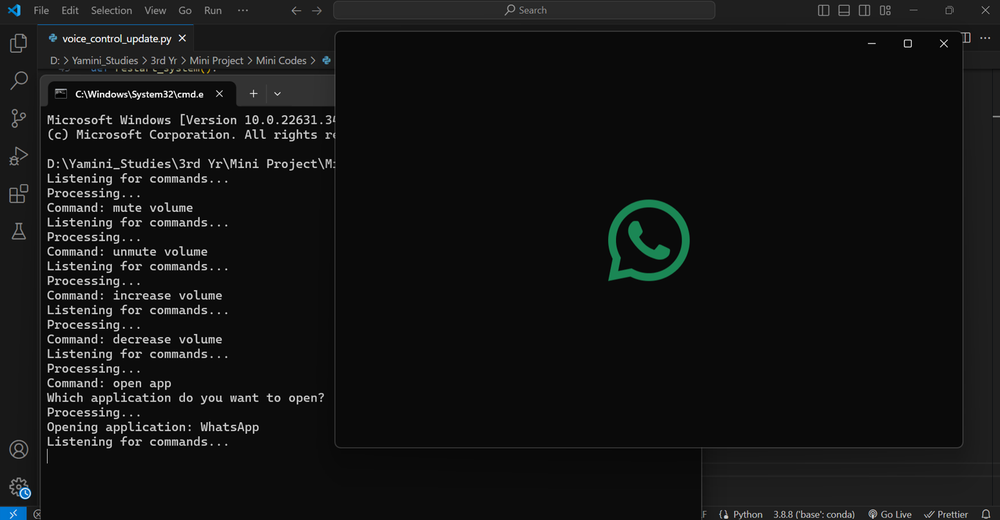 File Edit Selection View Go Run ...
Search
voice_control_update.py
D: > Yamini_Studies > 3rd Yr > Mini Project > Mini Codes >
def restart_system():
C:\Windows\System32\cmd.e
Microsoft Windows [Version 10.0.22631.34
(c) Microsoft Corporation. All rights re
D:\Yamini_Studies\3rd Yr\Mini Project\Mi
Listening for commands...
Processing...
Command: mute volume
Listening for commands...
Processing...
Command: unmute volume
Listening for commands...
Processing...
Command: increase volume
Listening for commands...
Processing...
Command: decrease volume
Listening for commands...
Processing...
Command: open app
Which application do you want to open?
Processing...
Opening application: WhatsApp
Listening for commands...
F {} Python 3.8.8 ('base': conda) Go Live Prettier